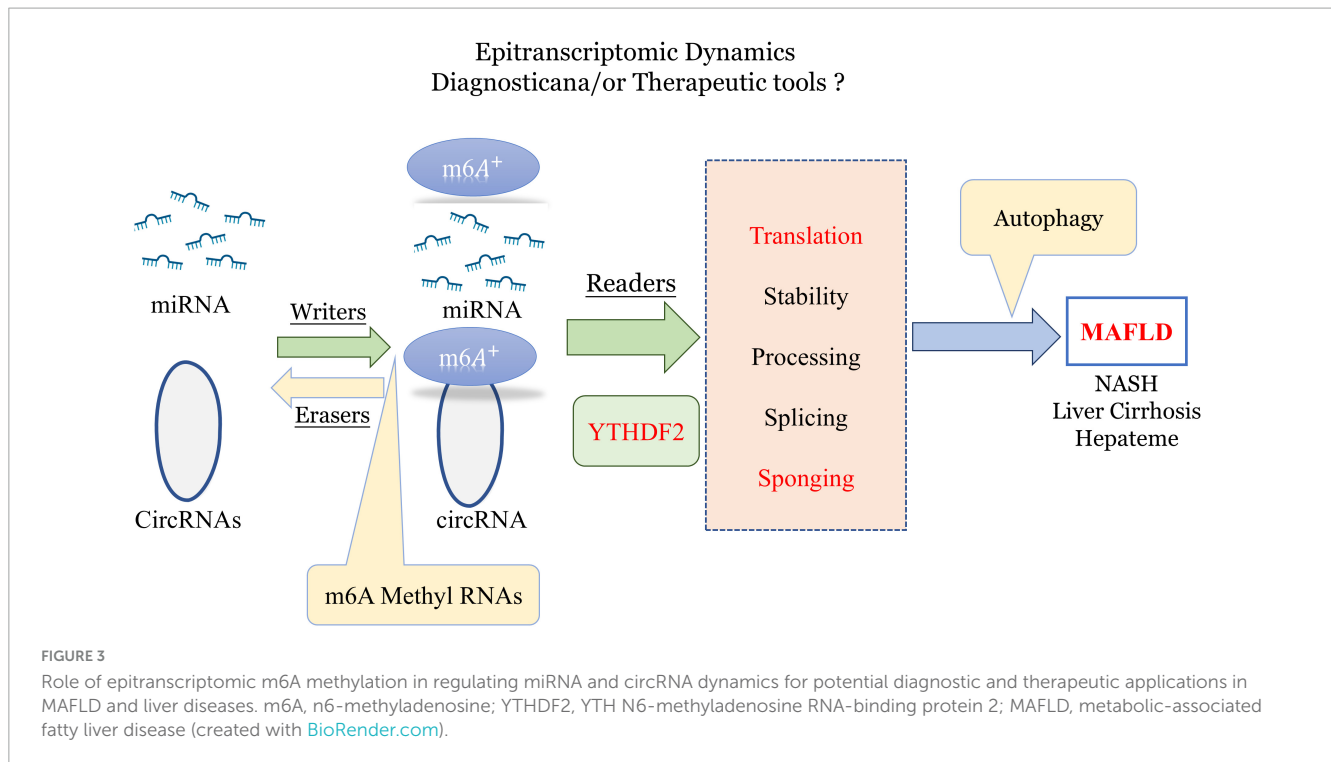 Epitranscriptomic Dynamics
Diagnosticana/or Therapeutic tools ?
m6A+
miRNA
miRNA
Writers
m6A+
Erasers
CircRNAs
circRNA
m6A Methyl RNAs
Readers
YTHDF2
Translation
Stability
Processing
Splicing
Sponging
Autophagy
MAFLD
NASH
Liver Cirrhosis
Hepateme
FIGURE 3
Role of epitranscriptomic m6A methylation in regulating miRNA and circRNA dynamics for potential diagnostic and therapeutic applications in
MAFLD and liver diseases. m6A, n6-methyladenosine; YTHDF2, YTH N6-methyladenosine RNA-binding protein 2; MAFLD, metabolic-associated
fatty liver disease (created with BioRender.com).